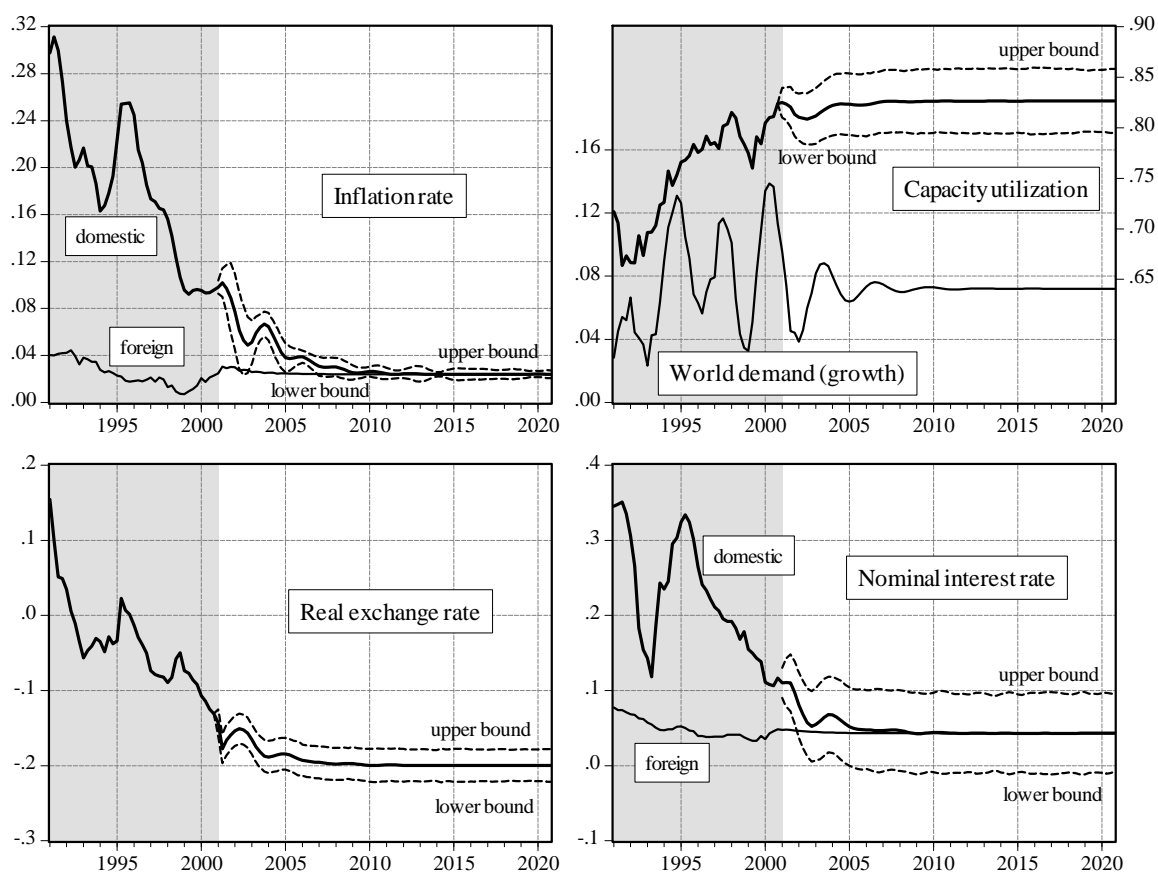 .32
.28
.24
.20
.16
.12
.08
.04
.00
Inflation rate
domestic
foreign
upper bound
lower bound
1995 2000 2005 2010 2015 2020
.16
.12
.08
.04
.00
.90
.85
.80
.75
.70
.65
upper bound
lower bound
Capacity utilization
World demand (growth)
1995 2000 2005 2010 2015 2020
.2
.1
.0
-.1
-.2
-.3
Real exchange rate
upper bound
lower bound
1995 2000 2005 2010 2015 2020
.4
.3
.2
.1
.0
-.1
domestic
Nominal interest rate
upper bound
foreign
lower bound
1995 2000 2005 2010 2015 2020